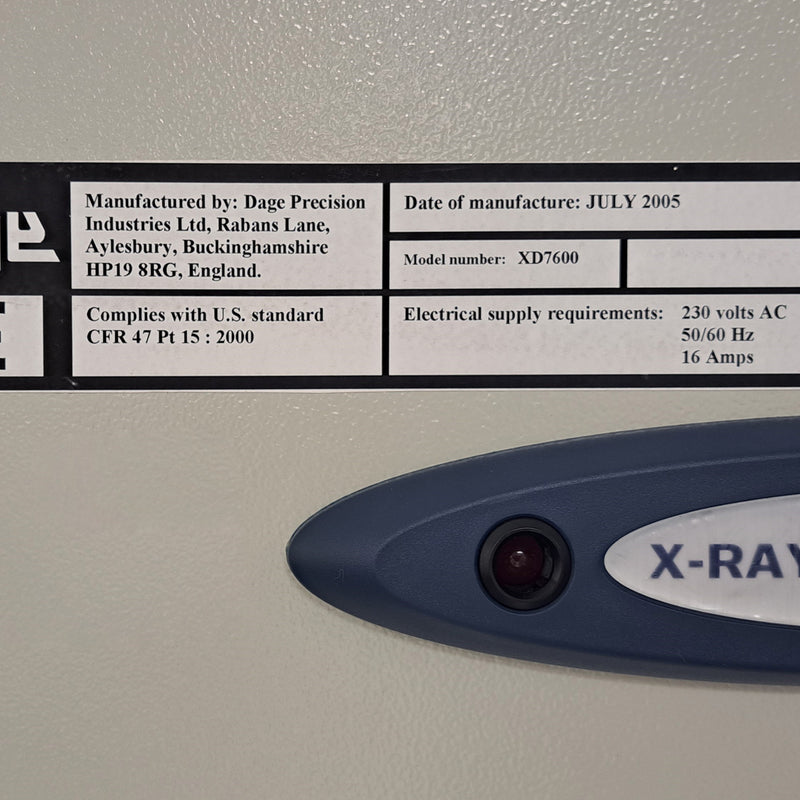 Manufactured by: Dage Precision
Industries Ltd, Rabans Lane,
Aylesbury, Buckinghamshire
HP19 8RG, England.
Date of manufacture: JULY 2005
Model number: XD7600
Complies with U.S. standard
CFR 47 Pt 15 : 2000
Electrical supply requirements: 230 volts AC
50/60 Hz
16 Amps
X-RAY